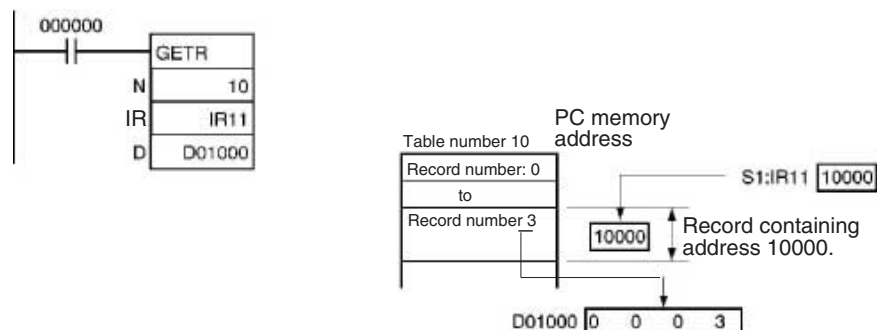 000000
GETR
N 10
IR IR11
D D01000
PC memory
address
Table number 10
Record number: 0
to
Record number 3
S1:IR11 10000
10000
Record containing
address 10000.
D01000 0 0 0 3